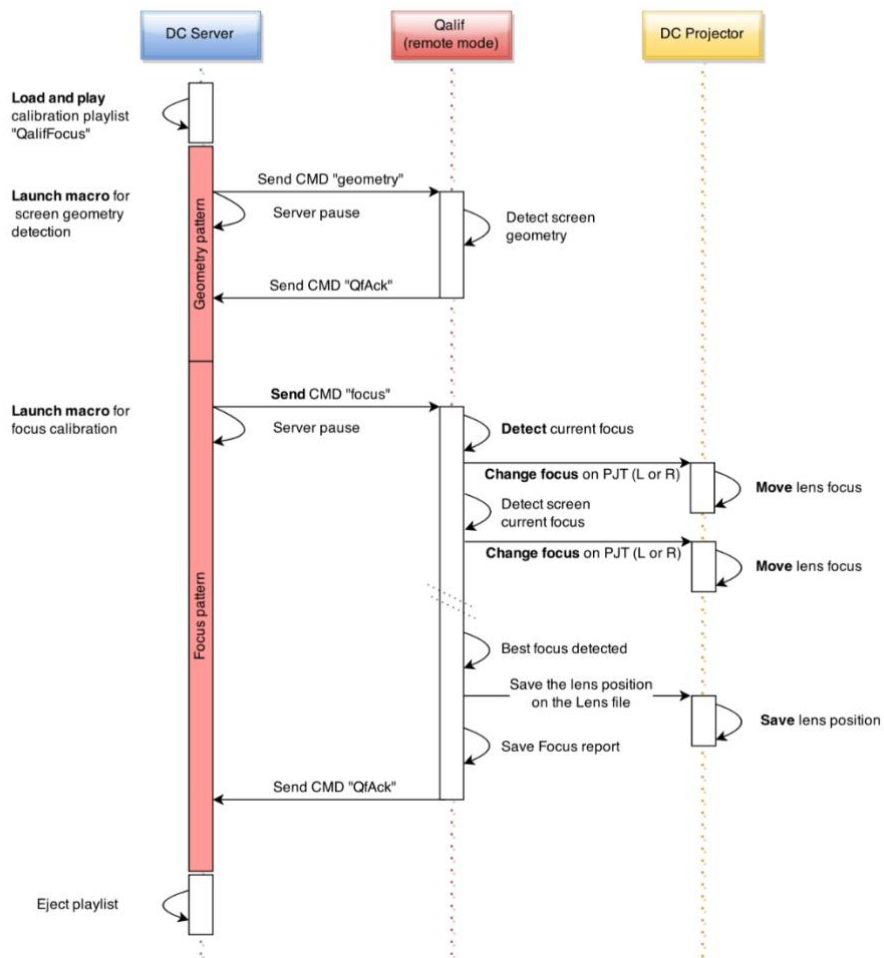 DC Server
Qalif
(remote mode)
DC Projector
Load and play
calibration playlist
"QalifFocus"
Geometry pattern
Launch macro for
screen geometry
detection
Send CMD "geometry"
Server pause
Detect screen
geometry
Send CMD "QfAck"
Focus pattern
Launch macro for
focus calibration
Send CMD "focus"
Server pause
Detect current focus
Change focus on PJT (L or R)
Move lens focus
Detect screen
current focus
Change focus on PJT (L or R)
Move lens focus
Best focus detected
Save the lens position
on the Lens file
Save lens position
Save Focus report
Send CMD "QfAck"
Eject playlist